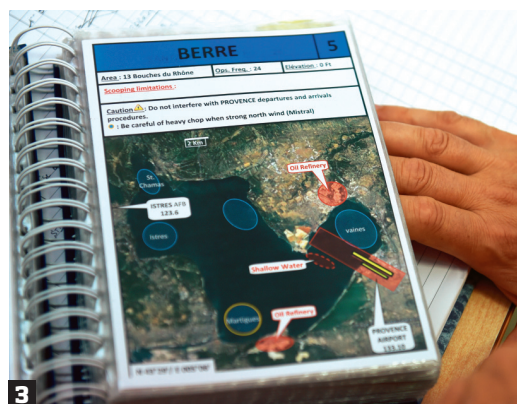 BERRE 5
Area : 13 Bouches du Rhône Ops. Freq. : 24 Elévation : 0 Ft
Scooping limitations :
Caution : Do not interfere with PROVENCE departures and arrivals
procedures.
* : Be careful of heavy chop when strong north wind (Mistral)
2 Km
Oil Refinery
St
Chamas
ISTRES AFB
123.6
Istres
Vaines
Shallow Water
Martigues
Oil Refinery
PROVENCE
AIRPORT
133.10
3